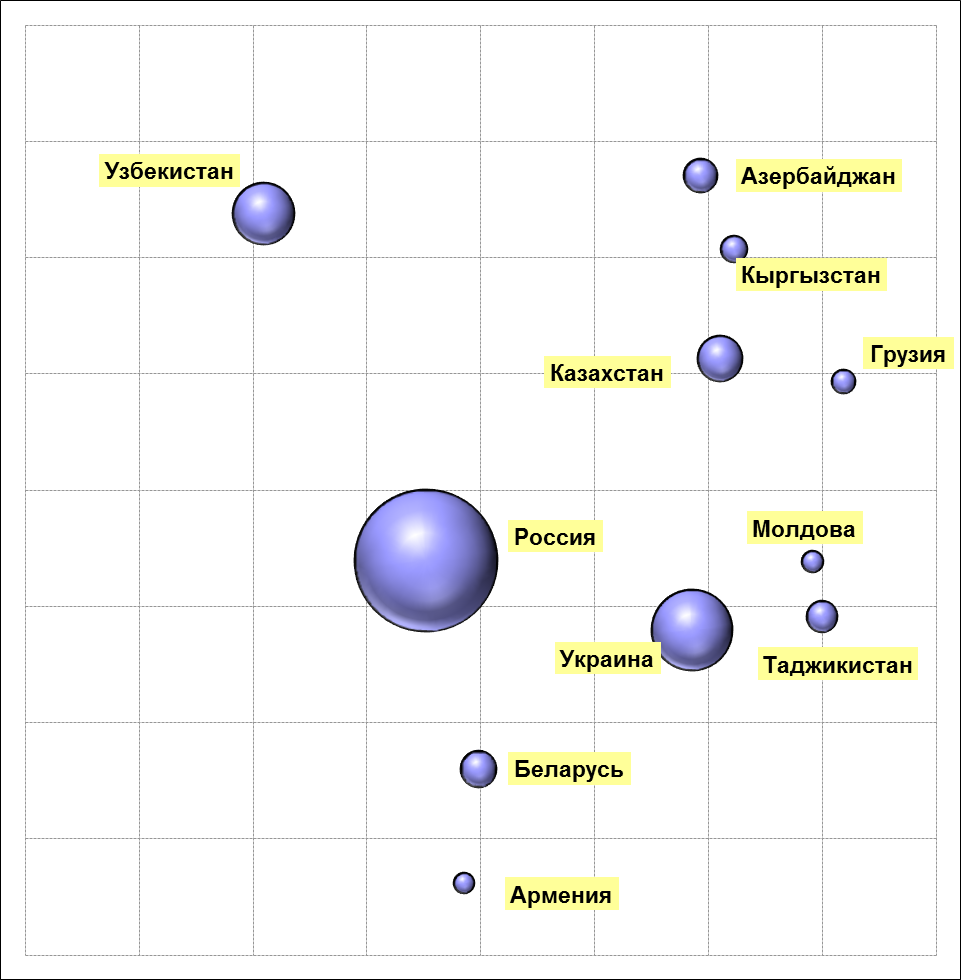 Узбекистан
Азербайджан
Кыргызстан
Грузия
Казахстан
Молдова
Россия
Украина
Таджикистан
Беларусь
Армения